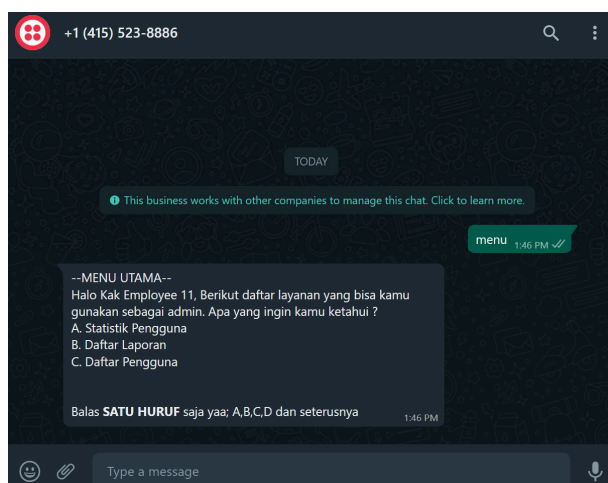 +1 (415) 523-8886
TODAY
This business works with other companies to manage this chat. Click to learn more.
menu 1:46 PM
--MENU UTAMA--
Halo Kak Employee 11, Berikut daftar layanan yang bisa kamu
gunakan sebagai admin. Apa yang ingin kamu ketahui ?
A. Statistik Pengguna
B. Daftar Laporan
C. Daftar Pengguna
Balas SATU HURUF saja yaa; A,B,C,D dan seterusnya 1:46 PM
Type a message